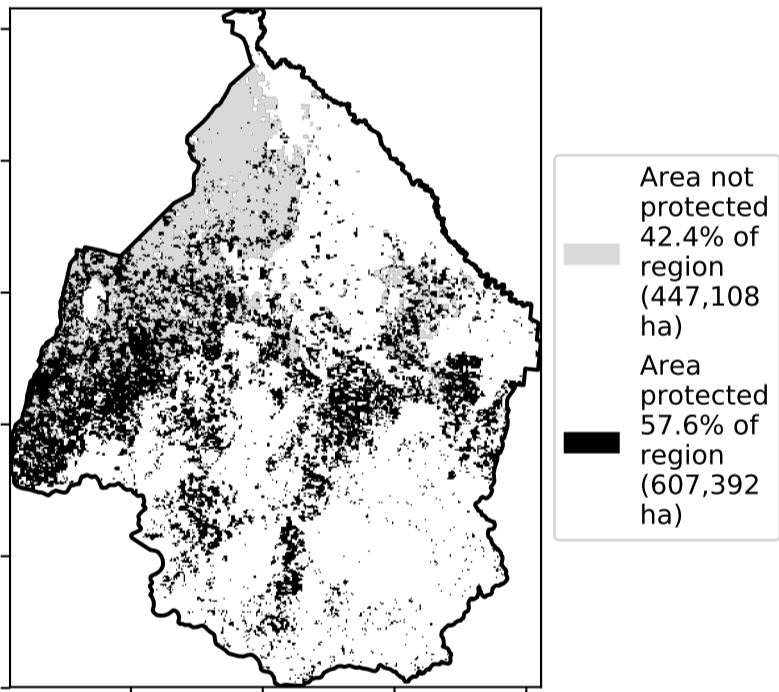 Area not
protected
42.4% of
region
(447,108
ha)
Area
protected
57.6% of
region
(607,392
ha)